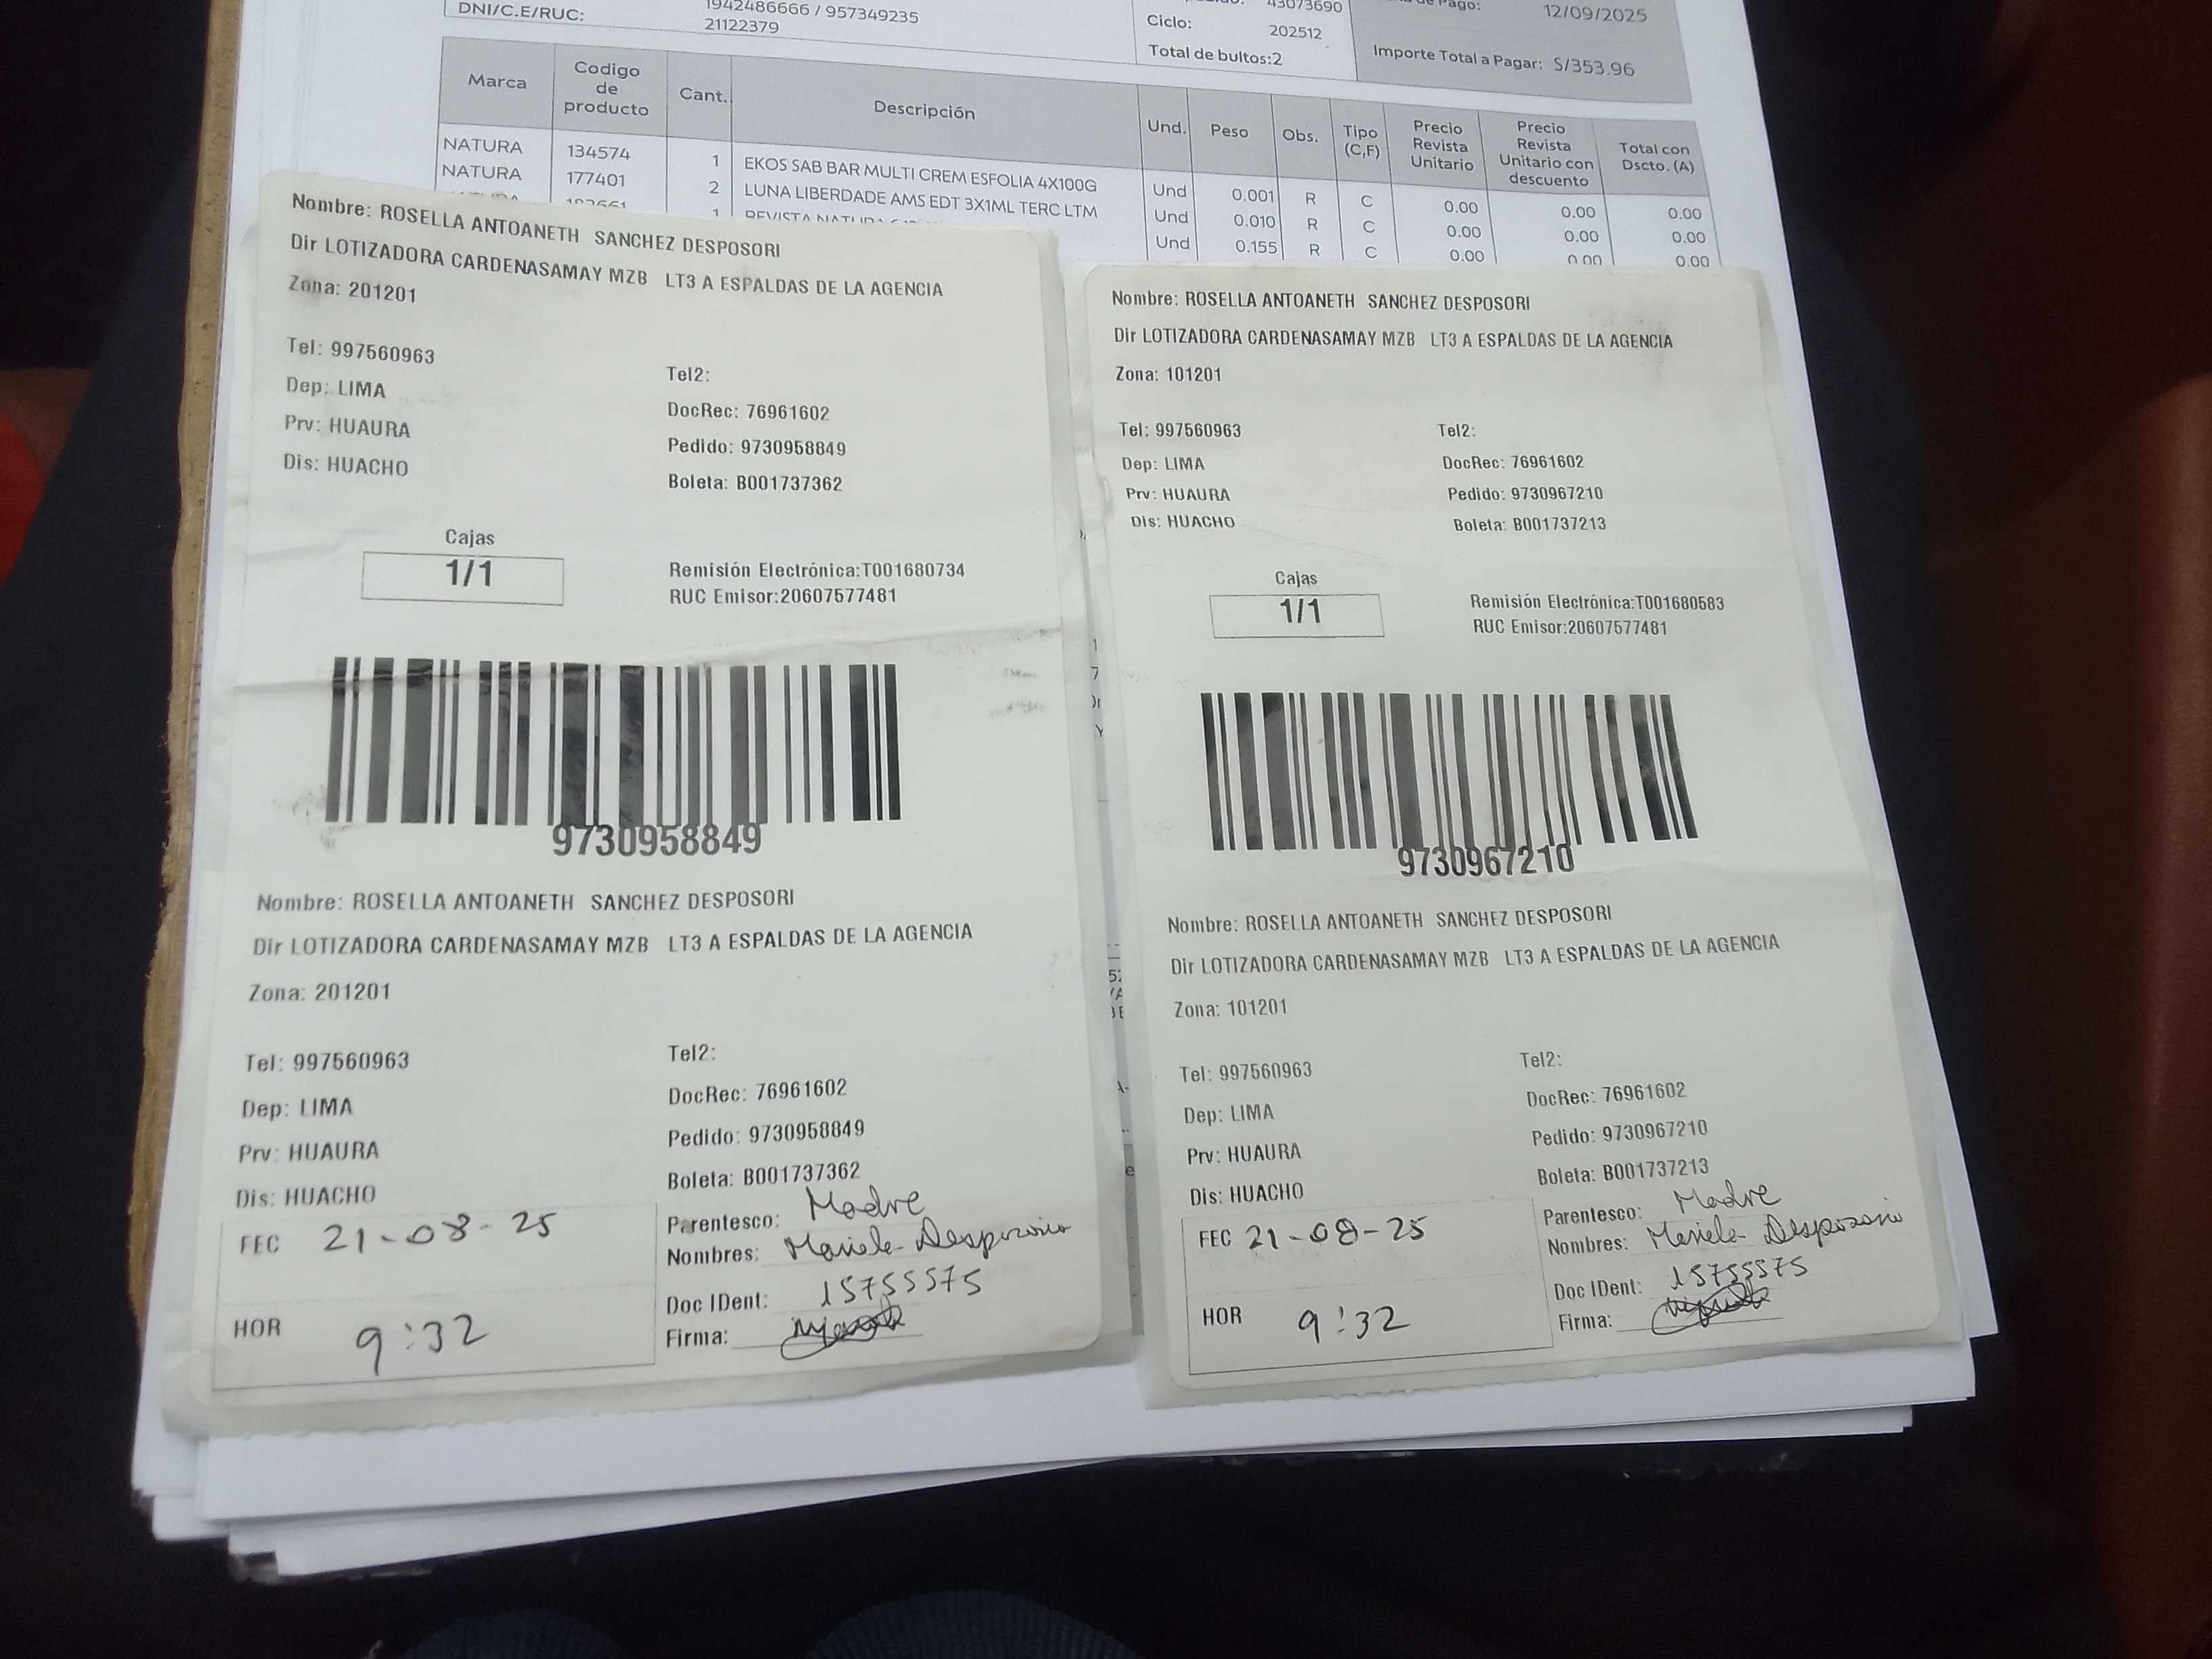 DNI/C.E/RUC:
1942486666 / 957349235
21122379
43073690
Ciclo: 202512
Total de bultos:2
Pago: 12/09/2025
Importe Total a Pagar: S/353.96
Marca Codigo de producto Cant. Descripción Und. Peso Obs. Tipo (C,F) Precio Revista Unitario Precio Revista Unitario con descuento Total con Dscto. (A)
NATURA 134574 1 EKOS SAB BAR MULTI CREM ESFOLIA 4X100G Und 0.001 R C 0.00 0.00 0.00
NATURA 177401 2 LUNA LIBERDADE AMS EDT 3X1ML TERC LTM Und 0.010 R C 0.00 0.00 0.00
1 REVISTA NATURA Und 0.155 R C 0.00 0.00 0.00
Nombre: ROSELLA ANTOANETH SANCHEZ DESPOSORI
Dir LOTIZADORA CARDENASAMAY MZB LT3 A ESPALDAS DE LA AGENCIA
Zona: 201201
Tel: 997560963
Tel2:
Dep: LIMA
DocRec: 76961602
Prv: HUAURA
Pedido: 9730958849
Dis: HUACHO
Boleta: B001737362
Cajas
1/1
Remisión Electrónica:T001680734
RUC Emisor:20607577481
9730958849
Nombre: ROSELLA ANTOANETH SANCHEZ DESPOSORI
Dir LOTIZADORA CARDENASAMAY MZB LT3 A ESPALDAS DE LA AGENCIA
Zona: 201201
Tel: 997560963
Tel2:
Dep: LIMA
DocRec: 76961602
Prv: HUAURA
Pedido: 9730958849
Dis: HUACHO
Boleta: B001737362
FEC 21-08-25
Parentesco: Madre
Nombres: Mariela Desposorio
Doc IDent: 15755575
HOR 9:32
Firma:
Nombre: ROSELLA ANTOANETH SANCHEZ DESPOSORI
Dir LOTIZADORA CARDENASAMAY MZB LT3 A ESPALDAS DE LA AGENCIA
Zona: 101201
Tel: 997560963
Tel2:
Dep: LIMA
DocRec: 76961602
Prv: HUAURA
Pedido: 9730967210
Dis: HUACHO
Boleta: B001737213
Cajas
1/1
Remisión Electrónica:T001680583
RUC Emisor:20607577481
9730967210
Nombre: ROSELLA ANTOANETH SANCHEZ DESPOSORI
Dir LOTIZADORA CARDENASAMAY MZB LT3 A ESPALDAS DE LA AGENCIA
Zona: 101201
Tel: 997560963
Tel2:
Dep: LIMA
DocRec: 76961602
Prv: HUAURA
Pedido: 9730967210
Dis: HUACHO
Boleta: B001737213
FEC 21-08-25
Parentesco: Madre
Nombres: Mariela Desposorio
Doc IDent: 15755575
HOR 9:32
Firma: